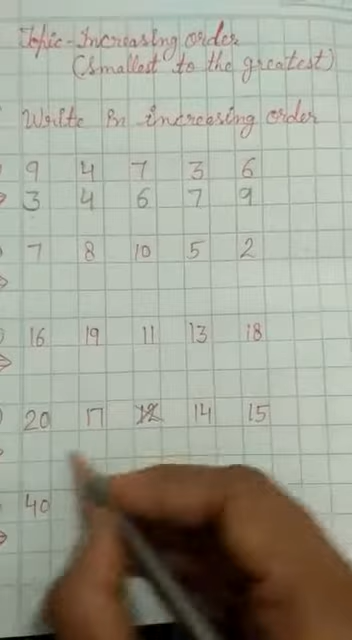 Topic-Increasing order
(Smallest to the greatest)
Write in increasing order
9 4 7 3 6
3 4 6 7 9
7 8 10 5 2
16 19 11 13 18
20 17 12 14 15
40